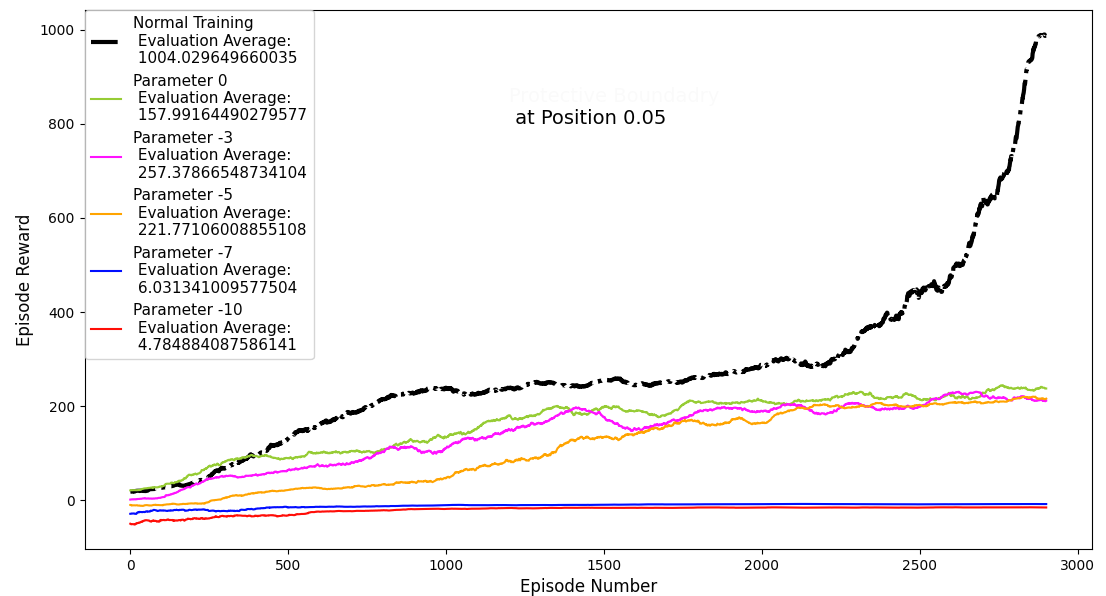 Normal Training
Evaluation Average:
1004.029649660035
Parameter 0
Evaluation Average:
157.99164490279577
Parameter -3
Evaluation Average:
257.37866548734104
Parameter -5
Evaluation Average:
221.77106008855108
Parameter -7
Evaluation Average:
6.031341009577504
Parameter -10
Evaluation Average:
4.784884087586141
Protective Boundadry
at Position 0.05
Episode Reward
1000
800
600
400
200
0
0
500
1000
1500
2000
2500
3000
Episode Number